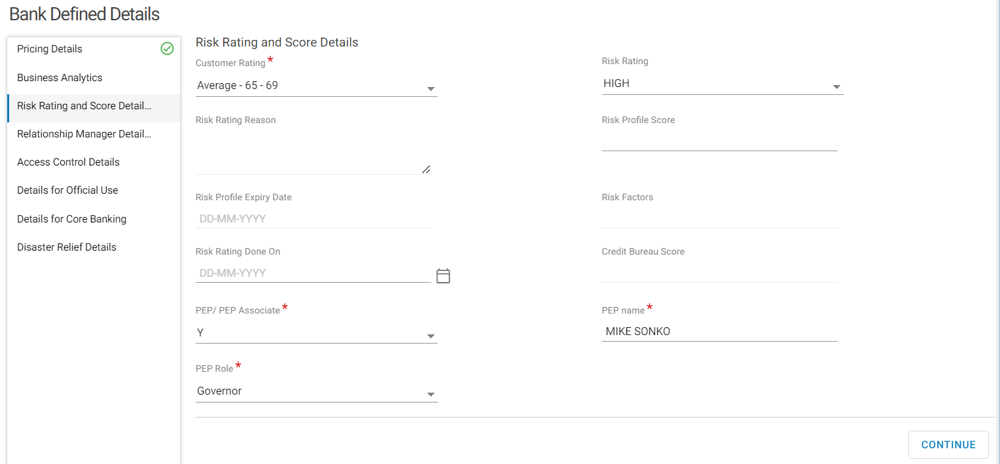 Bank Defined Details
Pricing Details
Business Analytics
Risk Rating and Score Detail...
Relationship Manager Detail...
Access Control Details
Details for Official Use
Details for Core Banking
Disaster Relief Details
Risk Rating and Score Details
Customer Rating *
Risk Rating
Average - 65 - 69
HIGH
Risk Rating Reason
Risk Profile Score
Risk Profile Expiry Date
Risk Factors
DD-MM-YYYY
Risk Rating Done On
Credit Bureau Score
DD-MM-YYYY
PEP/ PEP Associate *
PEP name *
Y
MIKE SONKO
PEP Role *
Governor
CONTINUE